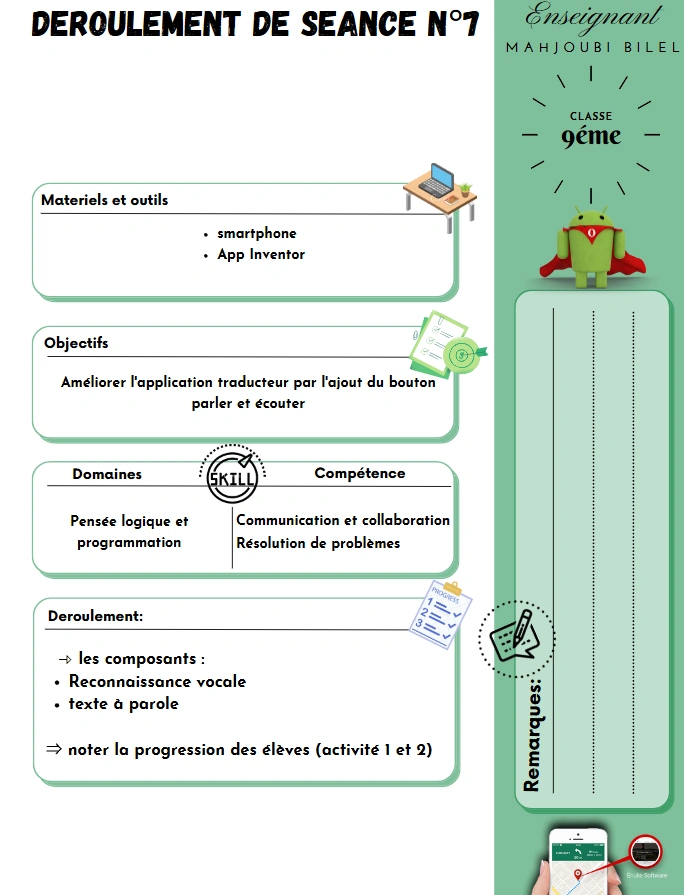 DEROULEMENT DE SEANCE N°7
Enseignant
MAHJOUBI BILEL
CLASSE
9éme
Materiels et outils
• smartphone
• App Inventor
Objectifs
Améliorer l'application traducteur par l'ajout du bouton
parler et écouter
Domaines
SKILL
Compétence
Pensée logique et
programmation
Communication et collaboration
Résolution de problèmes
PROGRESS
1
2
3
Deroulement:
→ les composants :
• Reconnaissance vocale
• texte à parole
⇒ noter la progression des élèves (activité 1 et 2)
Remarques: